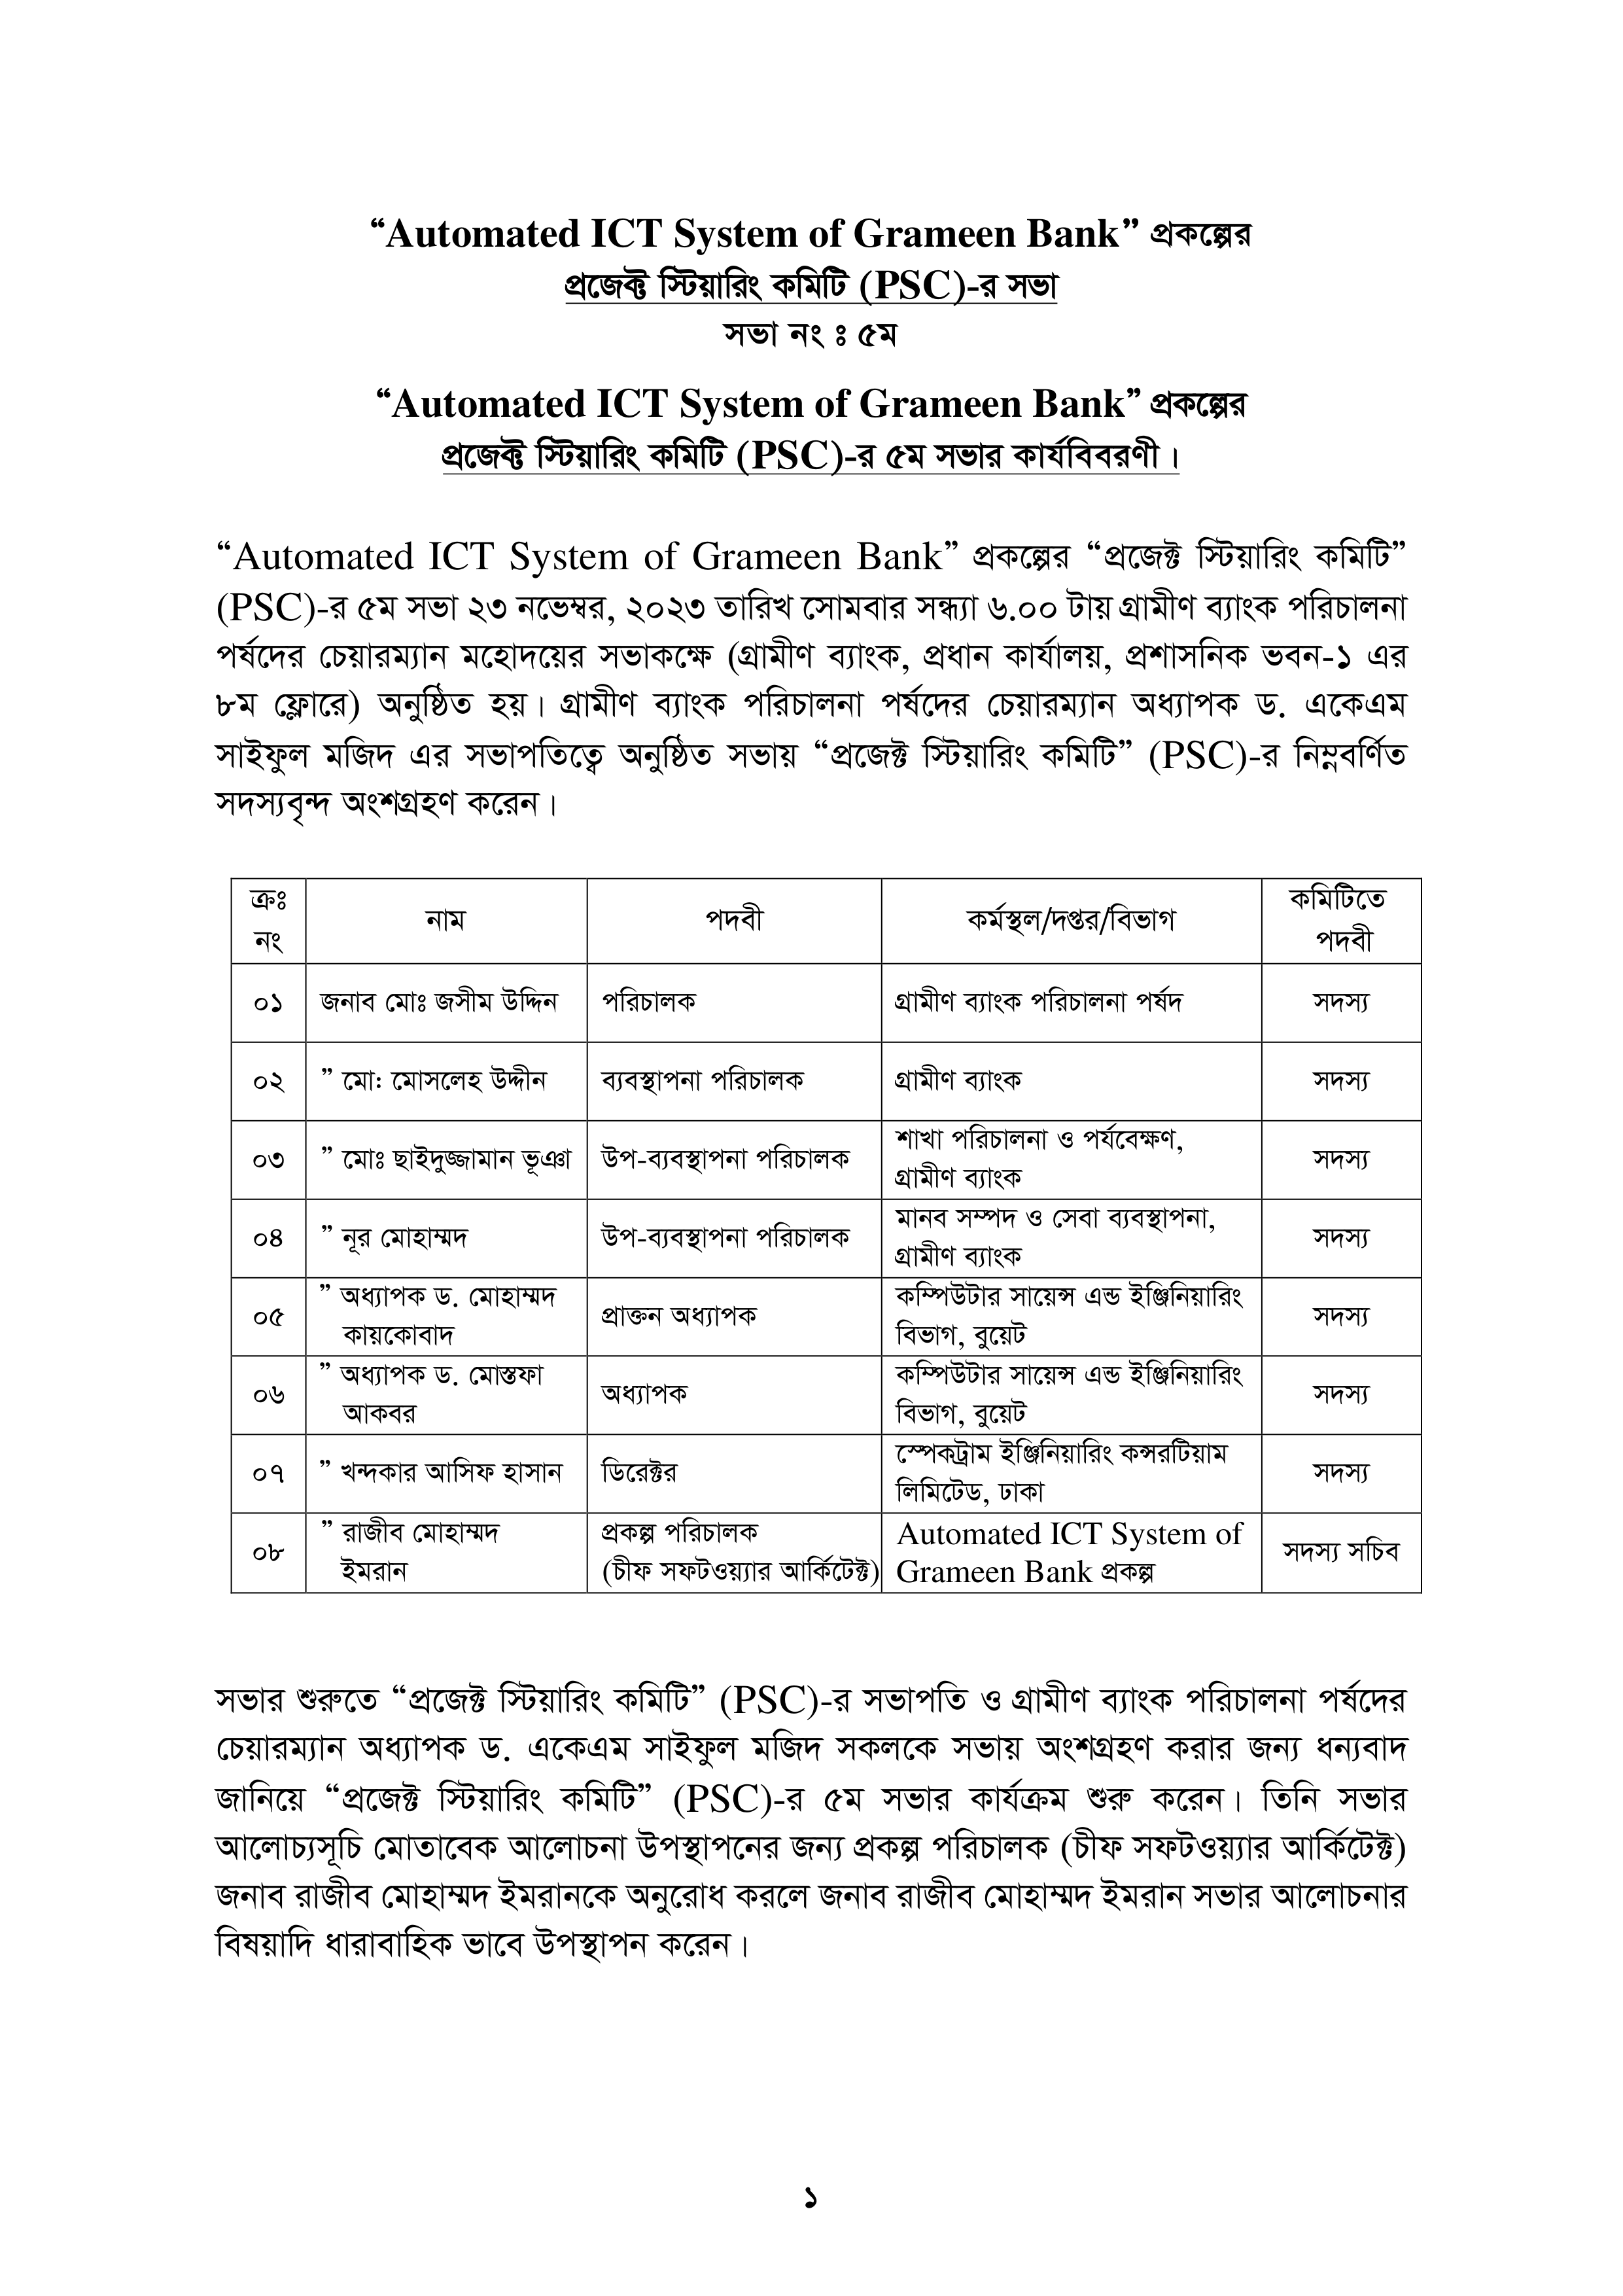 “Automated ICT System of Grameen Bank” প্রকল্পের
প্রজেক্ট স্টিয়ারিং কমিটি (PSC)-র সভা
সভা নং ঃ ৫ম
“Automated ICT System of Grameen Bank” প্রকল্পের
প্রজেক্ট স্টিয়ারিং কমিটি (PSC)-র ৫ম সভার কার্যবিবরণী।
“Automated ICT System of Grameen Bank” প্রকল্পের “প্রজেক্ট স্টিয়ারিং কমিটি”
(PSC)-র ৫ম সভা ২৩ নভেম্বর, ২০২৩ তারিখ সোমবার সন্ধ্যা ৬.০০ টায় গ্রামীণ ব্যাংক পরিচালনা
পর্ষদের চেয়ারম্যান মহোদয়ের সভাকক্ষে (গ্রামীণ ব্যাংক, প্রধান কার্যালয়, প্রশাসনিক ভবন-১ এর
৮ম ফ্লোরে) অনুষ্ঠিত হয়। গ্রামীণ ব্যাংক পরিচালনা পর্ষদের চেয়ারম্যান অধ্যাপক ড. একেএম
সাইফুল মজিদ এর সভাপতিত্বে অনুষ্ঠিত সভায় “প্রজেক্ট স্টিয়ারিং কমিটি” (PSC)-র নিম্নবর্ণিত
সদস্যবৃন্দ অংশগ্রহণ করেন।
ক্রঃ নং | নাম | পদবী | কর্মস্থল/দপ্তর/বিভাগ | কমিটিতে পদবী
০১ | জনাব মোঃ জসীম উদ্দিন | পরিচালক | গ্রামীণ ব্যাংক পরিচালনা পর্ষদ | সদস্য
০২ | ” মো: মোসলেহ উদ্দীন | ব্যবস্থাপনা পরিচালক | গ্রামীণ ব্যাংক | সদস্য
০৩ | ” মোঃ ছাইদুজ্জামান ভূঞা | উপ-ব্যবস্থাপনা পরিচালক | শাখা পরিচালনা ও পর্যবেক্ষণ, গ্রামীণ ব্যাংক | সদস্য
০৪ | ” নূর মোহাম্মদ | উপ-ব্যবস্থাপনা পরিচালক | মানব সম্পদ ও সেবা ব্যবস্থাপনা, গ্রামীণ ব্যাংক | সদস্য
০৫ | ” অধ্যাপক ড. মোহাম্মদ কায়কোবাদ | প্রাক্তন অধ্যাপক | কম্পিউটার সায়েন্স এন্ড ইঞ্জিনিয়ারিং বিভাগ, বুয়েট | সদস্য
০৬ | ” অধ্যাপক ড. মোস্তফা আকবর | অধ্যাপক | কম্পিউটার সায়েন্স এন্ড ইঞ্জিনিয়ারিং বিভাগ, বুয়েট | সদস্য
০৭ | ” খন্দকার আসিফ হাসান | ডিরেক্টর | স্পেকট্রাম ইঞ্জিনিয়ারিং কন্সরটিয়াম লিমিটেড, ঢাকা | সদস্য
০৮ | ” রাজীব মোহাম্মদ ইমরান | প্রকল্প পরিচালক (চীফ সফটওয়্যার আর্কিটেক্ট) | Automated ICT System of Grameen Bank প্রকল্প | সদস্য সচিব
সভার শুরুতে “প্রজেক্ট স্টিয়ারিং কমিটি” (PSC)-র সভাপতি ও গ্রামীণ ব্যাংক পরিচালনা পর্ষদের
চেয়ারম্যান অধ্যাপক ড. একেএম সাইফুল মজিদ সকলকে সভায় অংশগ্রহণ করার জন্য ধন্যবাদ
জানিয়ে “প্রজেক্ট স্টিয়ারিং কমিটি” (PSC)-র ৫ম সভার কার্যক্রম শুরু করেন। তিনি সভার
আলোচ্যসূচি মোতাবেক আলোচনা উপস্থাপনের জন্য প্রকল্প পরিচালক (চীফ সফটওয়্যার আর্কিটেক্ট)
জনাব রাজীব মোহাম্মদ ইমরানকে অনুরোধ করলে জনাব রাজীব মোহাম্মদ ইমরান সভার আলোচনার
বিষয়াদি ধারাবাহিক ভাবে উপস্থাপন করেন।
১